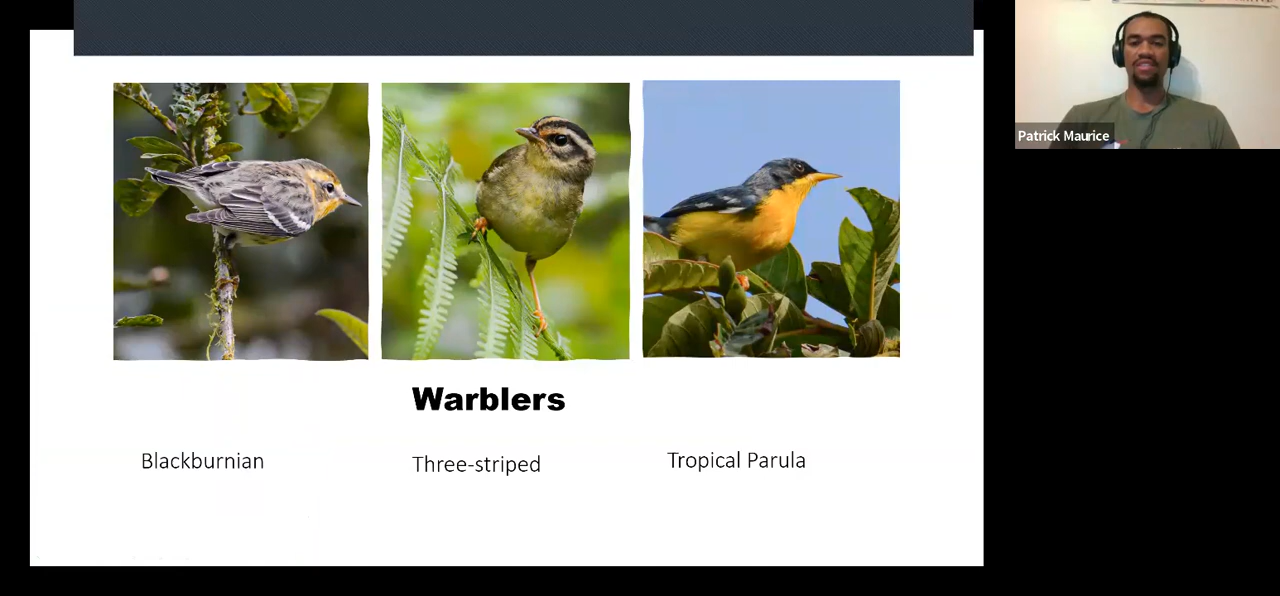 Patrick Maurice
Warblers
Blackburnian
Three-striped
Tropical Parula